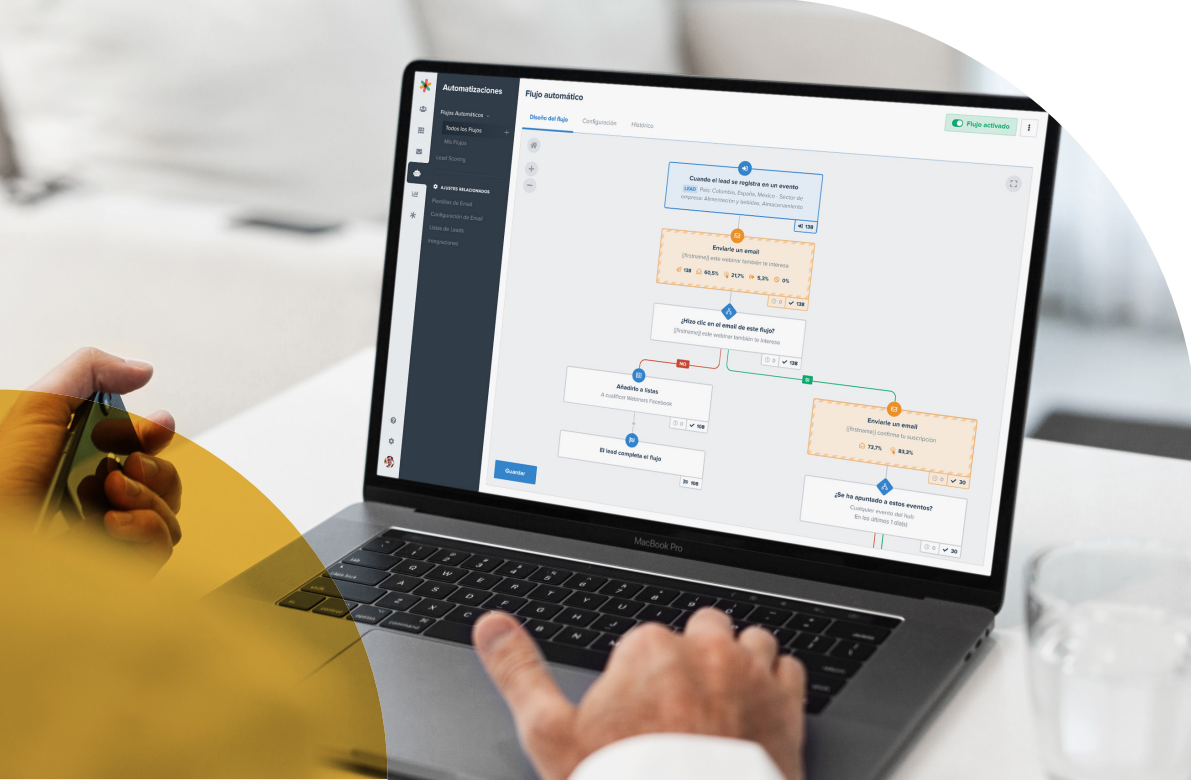 Automatizaciones
Flujos Automáticos
Todos los Flujos +
Mis Flujos
Lead Scoring
AJUSTES RELACIONADOS
Plantillas de Email
Configuración de Email
Listas de Leads
Integraciones
Flujo automático
Flujo activado
Diseño del flujo Configuración Histórico
Cuando el lead se registra en un evento
LEAD País: Colombia, España, México - Sector de
empresa: Alimentación y bebidas, Almacenamiento
138
Enviarle un email
[[firstname]] este webinar también te interesa
138 60,5% 21,7% 5,3% 0%
0 138
¿Hizo clic en el email de este flujo?
[[firstname]] este webinar también te interesa
0 138
NO
SI
Añadirlo a listas
A cualificar Webinars Facebook
0 108
El lead completa el flujo
108
Enviarle un email
[[firstname]] confirma tu suscripción
72,7% 83,3%
0 30
¿Se ha apuntado a estos eventos?
Cualquier evento del hub
En los últimos 1 día(s)
0 30
Guardar
MacBook Pro